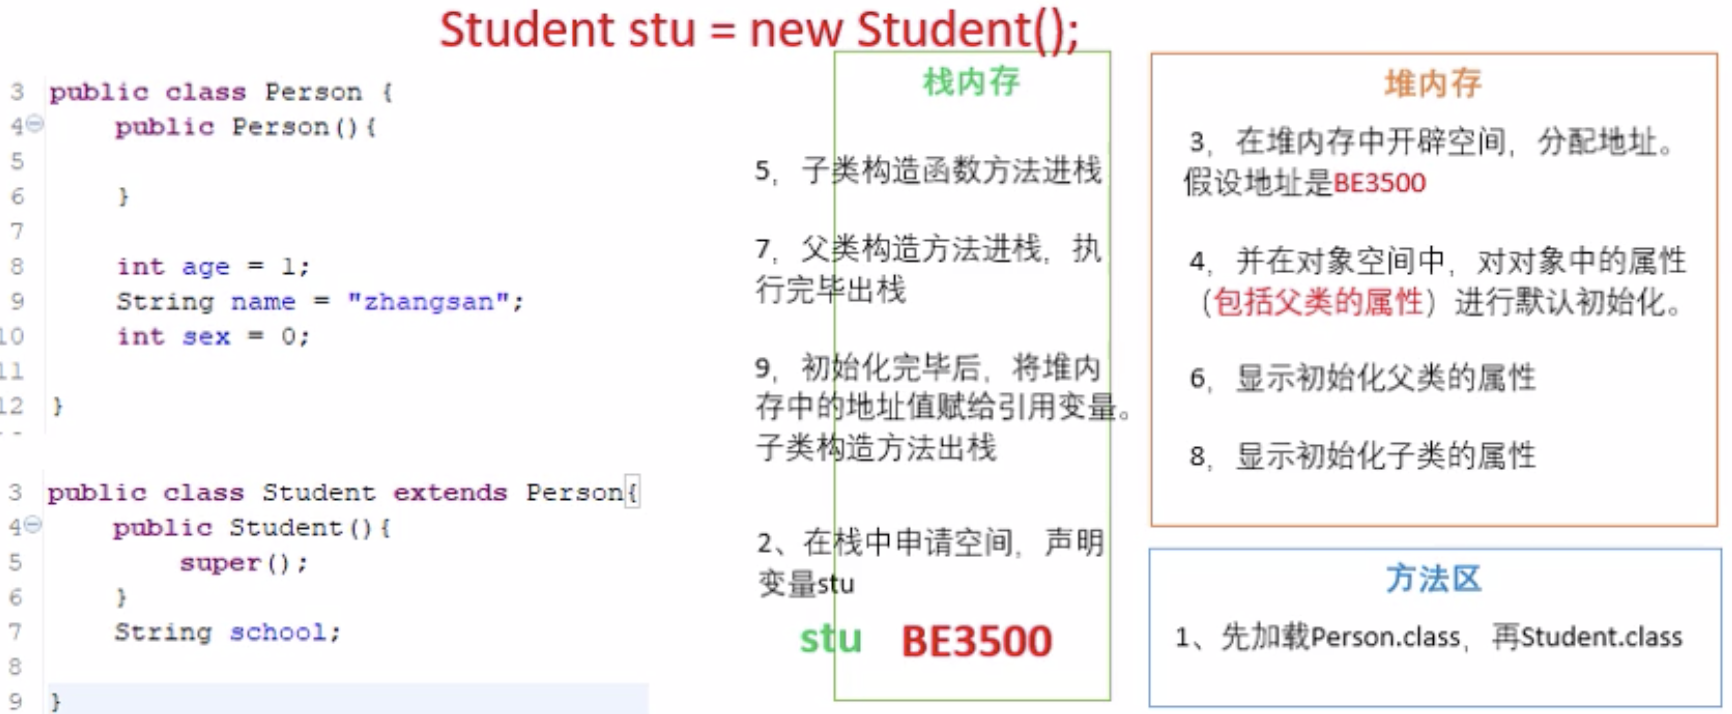 Student stu = new Student();
3 public class Person {
4 public Person(){
5
6 }
7
8 int age = 1;
9 String name = "zhangsan";
10 int sex = 0;
11
12 }
3 public class Student extends Person{
4 public Student(){
5 super();
6 }
7 String school;
8
9 }
栈内存
5，子类构造函数方法进栈
7，父类构造方法进栈，执
行完毕出栈
9，初始化完毕后，将堆内
存中的地址值赋给引用变量。
子类构造方法出栈
2、在栈中申请空间，声明
变量stu
stu BE3500
堆内存
3，在堆内存中开辟空间，分配地址。
假设地址是BE3500
4，并在对象空间中，对对象中的属性
（包括父类的属性）进行默认初始化。
6，显示初始化父类的属性
8，显示初始化子类的属性
方法区
1、先加载Person.class，再Student.class